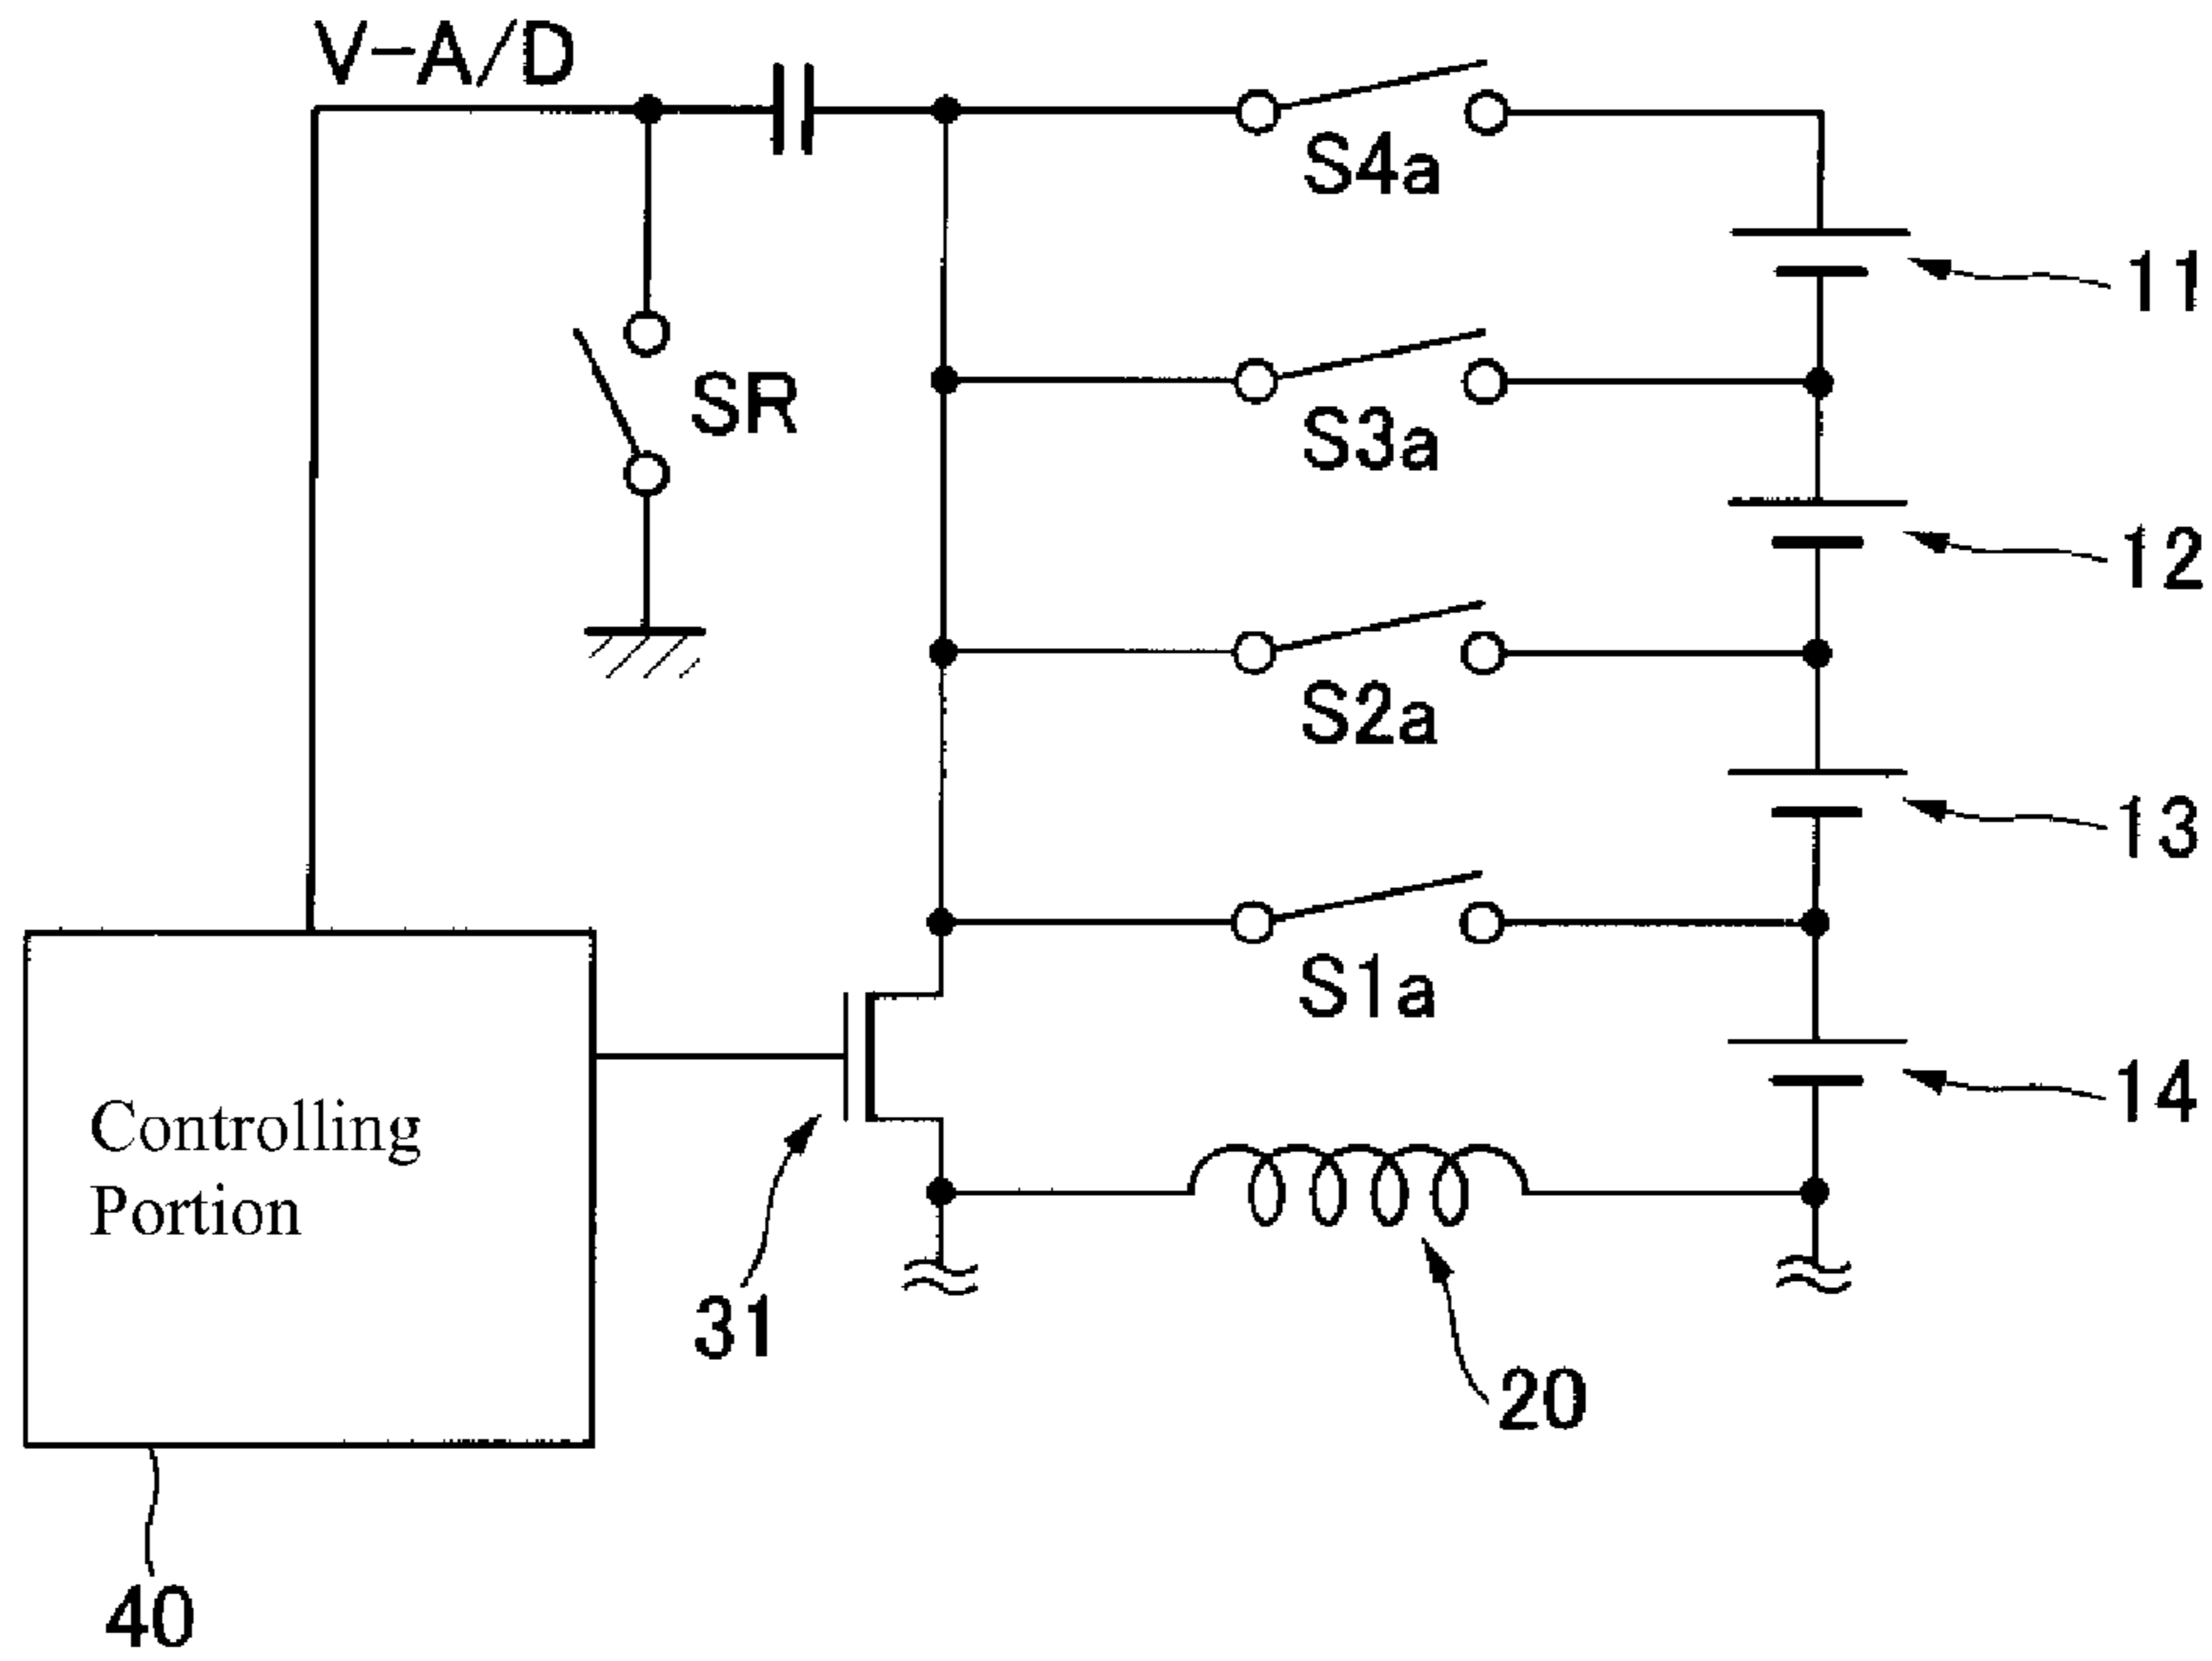 V-A/D
S4a
11
SR
S3a
12
S2a
13
S1a
14
Controlling
Portion
31
20
40